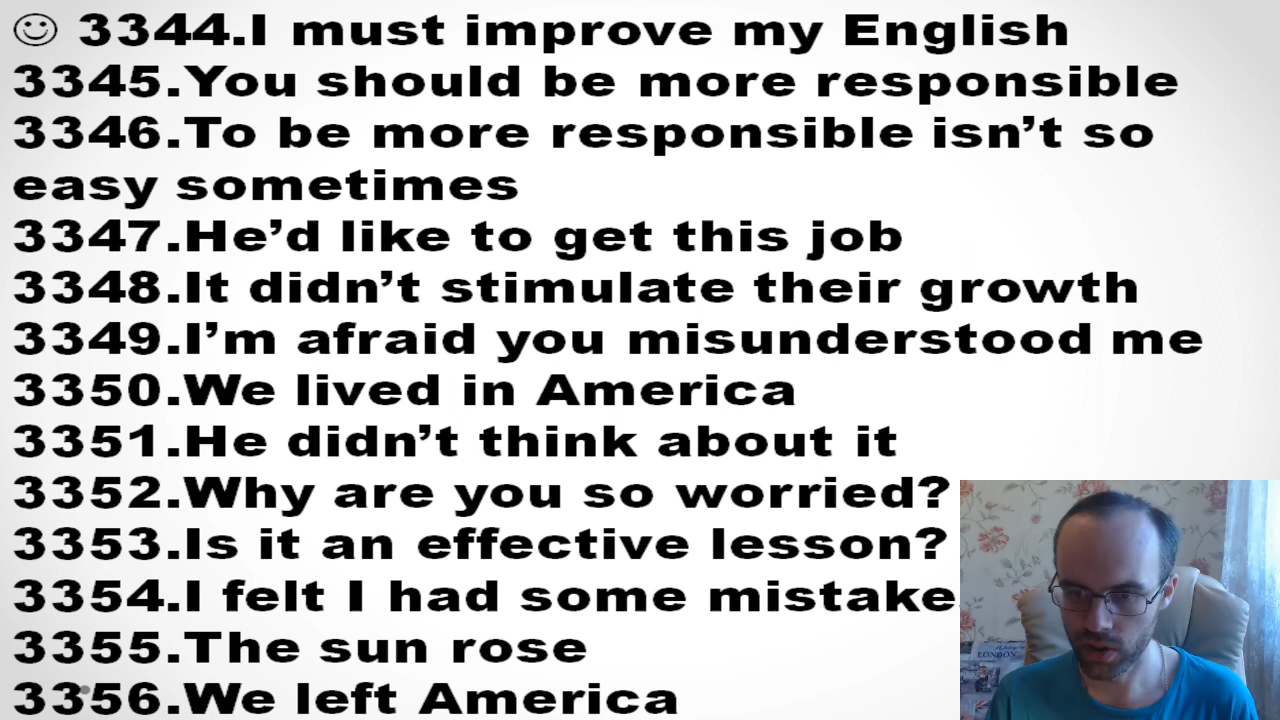 ☺ 3344.I must improve my English
3345.You should be more responsible
3346.To be more responsible isn’t so
easy sometimes
3347.He’d like to get this job
3348.It didn’t stimulate their growth
3349.I’m afraid you misunderstood me
3350.We lived in America
3351.He didn’t think about it
3352.Why are you so worried?
3353.Is it an effective lesson?
3354.I felt I had some mistake
3355.The sun rose
3356.We left America
LONDON